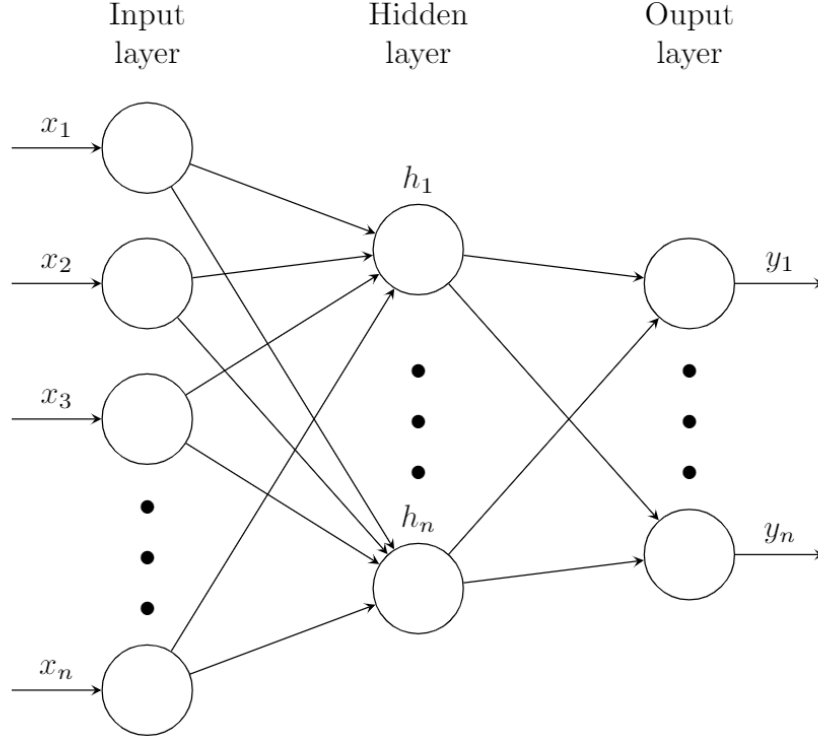 Input
layer
Hidden
layer
Ouput
layer
x₁
h₁
x₂
y₁
x₃
hₙ
yₙ
xₙ